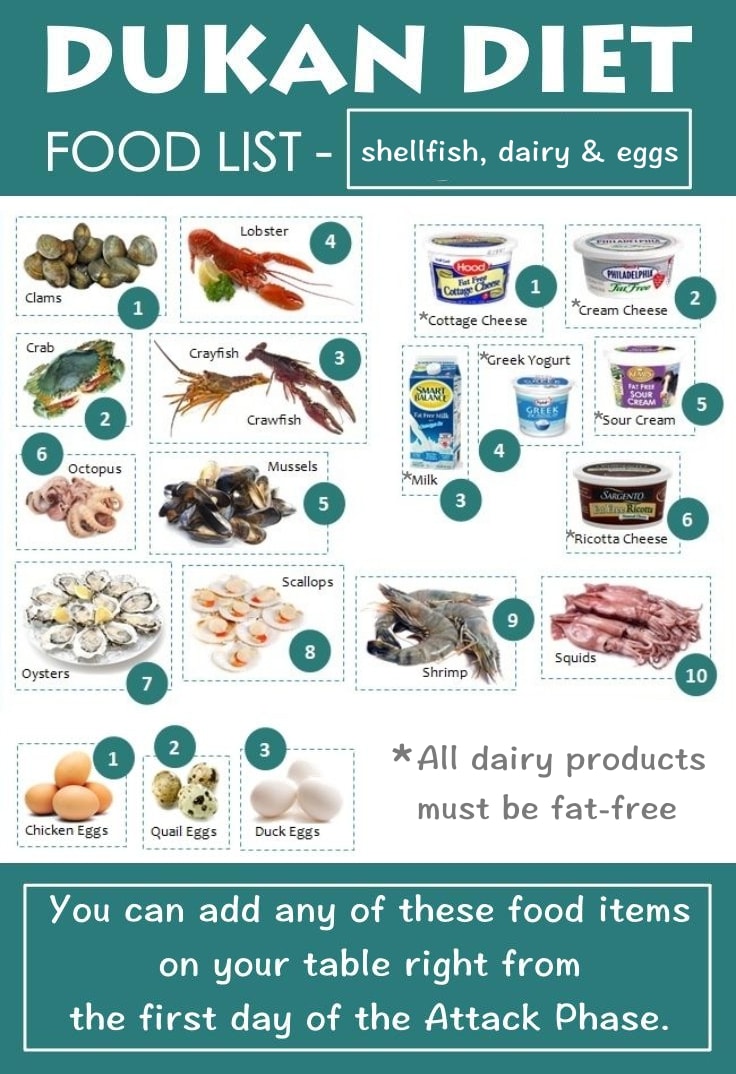 DUKAN DIET
FOOD LIST - shellfish, dairy & eggs
Clams
1
Lobster
4
Crab
2
Crayfish
3
Crawfish
6
Octopus
Mussels
5
Hood
Fat Free
Cottage Cheese
1
*Cottage Cheese
PHILADELPHIA
PHILADELPHIA
Fat Free
2
*Cream Cheese
SMART
BALANCE
Fat Free Milk
*Milk
3
*Greek Yogurt
GREEK
4
FAT FREE
SOUR
CREAM
5
*Sour Cream
SARGENTO
Fat Free Ricotta
6
*Ricotta Cheese
Oysters
7
Scallops
8
9
Shrimp
Squids
10
1
Chicken Eggs
2
Quail Eggs
3
Duck Eggs
*All dairy products
must be fat-free
You can add any of these food items
on your table right from
the first day of the Attack Phase.